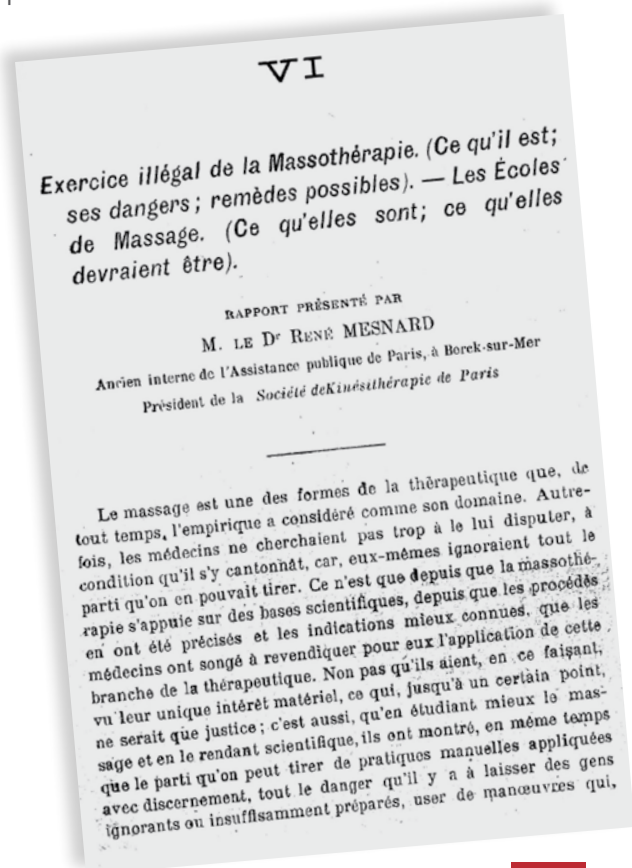 VI
Exercice illégal de la Massothérapie. (Ce qu'il est;
ses dangers; remèdes possibles). — Les Écoles
de Massage. (Ce qu'elles sont; ce qu'elles
devraient être).
RAPPORT PRÉSENTÉ PAR
M. LE Dr RENÉ MESNARD
Ancien interne de l'Assistance publique de Paris, à Berck-sur-Mer
Président de la Société deKinésithérapie de Paris
Le massage est une des formes de la thérapeutique que, de
tout temps, l'empirique a considéré comme son domaine. Autre-
fois, les médecins ne cherchaient pas trop à le lui disputer, à
condition qu'il s'y cantonnât, car, eux-mêmes ignoraient tout le
parti qu'on en pouvait tirer. Ce n'est que depuis que la massothé-
rapie s'appuie sur des bases scientifiques, depuis que les procédés
en ont été précisés et les indications mieux connues, que les
médecins ont songé à revendiquer pour eux l'application de cette
branche de la thérapeutique. Non pas qu'ils aient, en ce faisant,
vu leur unique intérêt matériel, ce qui, jusqu'à un certain point,
ne serait que justice; c'est aussi, qu'en étudiant mieux le mas-
sage et en le rendant scientifique, ils ont montré, en même temps
que le parti qu'on peut tirer de pratiques manuelles appliquées
avec discernement, tout le danger qu'il y a à laisser des gens
ignorants ou insuffisamment préparés, user de manœuvres qui,